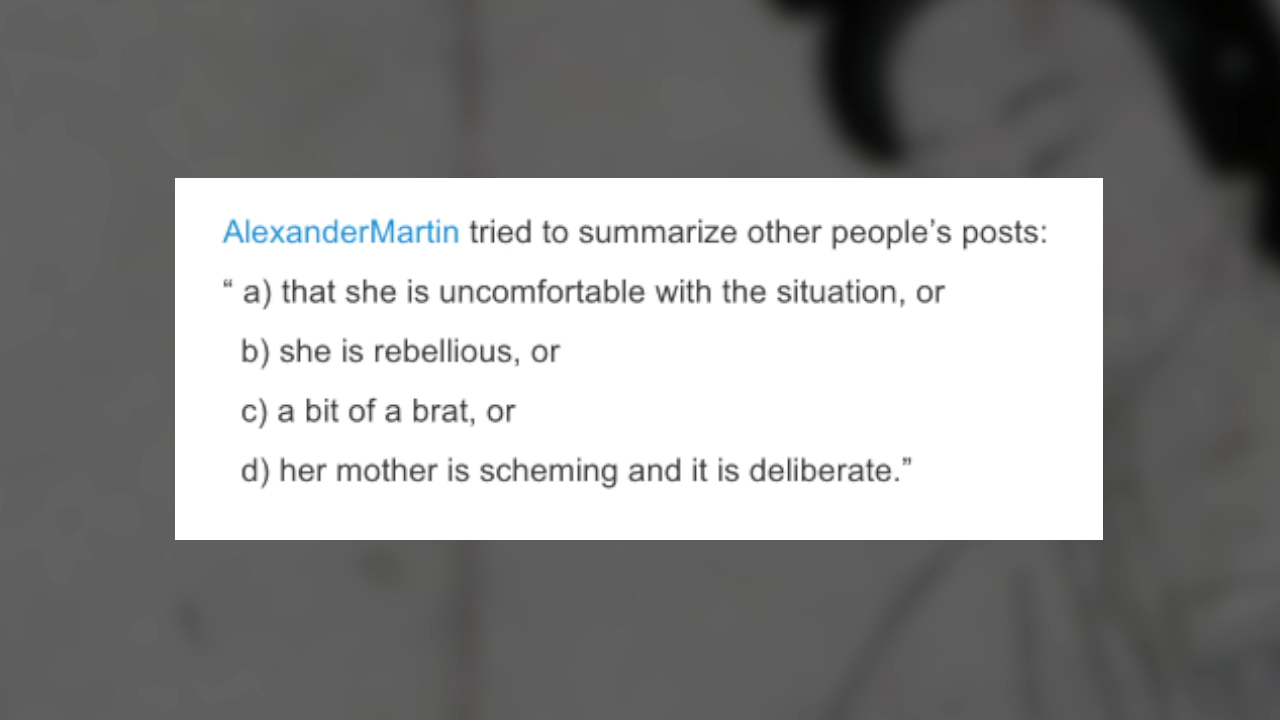 AlexanderMartin tried to summarize other people’s posts:
“ a) that she is uncomfortable with the situation, or
b) she is rebellious, or
c) a bit of a brat, or
d) her mother is scheming and it is deliberate.”